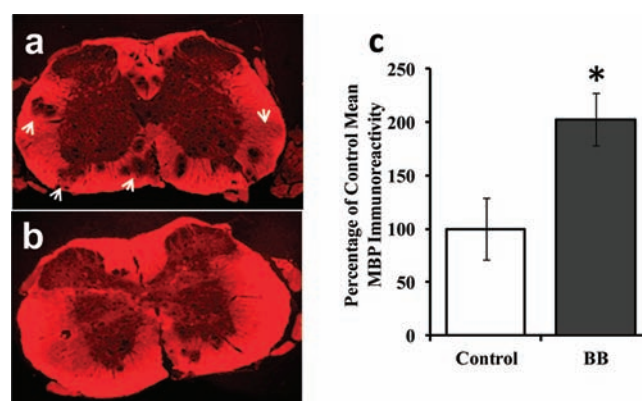 a
b
c
Percentage of Control Mean
MBP Immunoreactivity
250
200
150
100
50
0
*
Control
BB